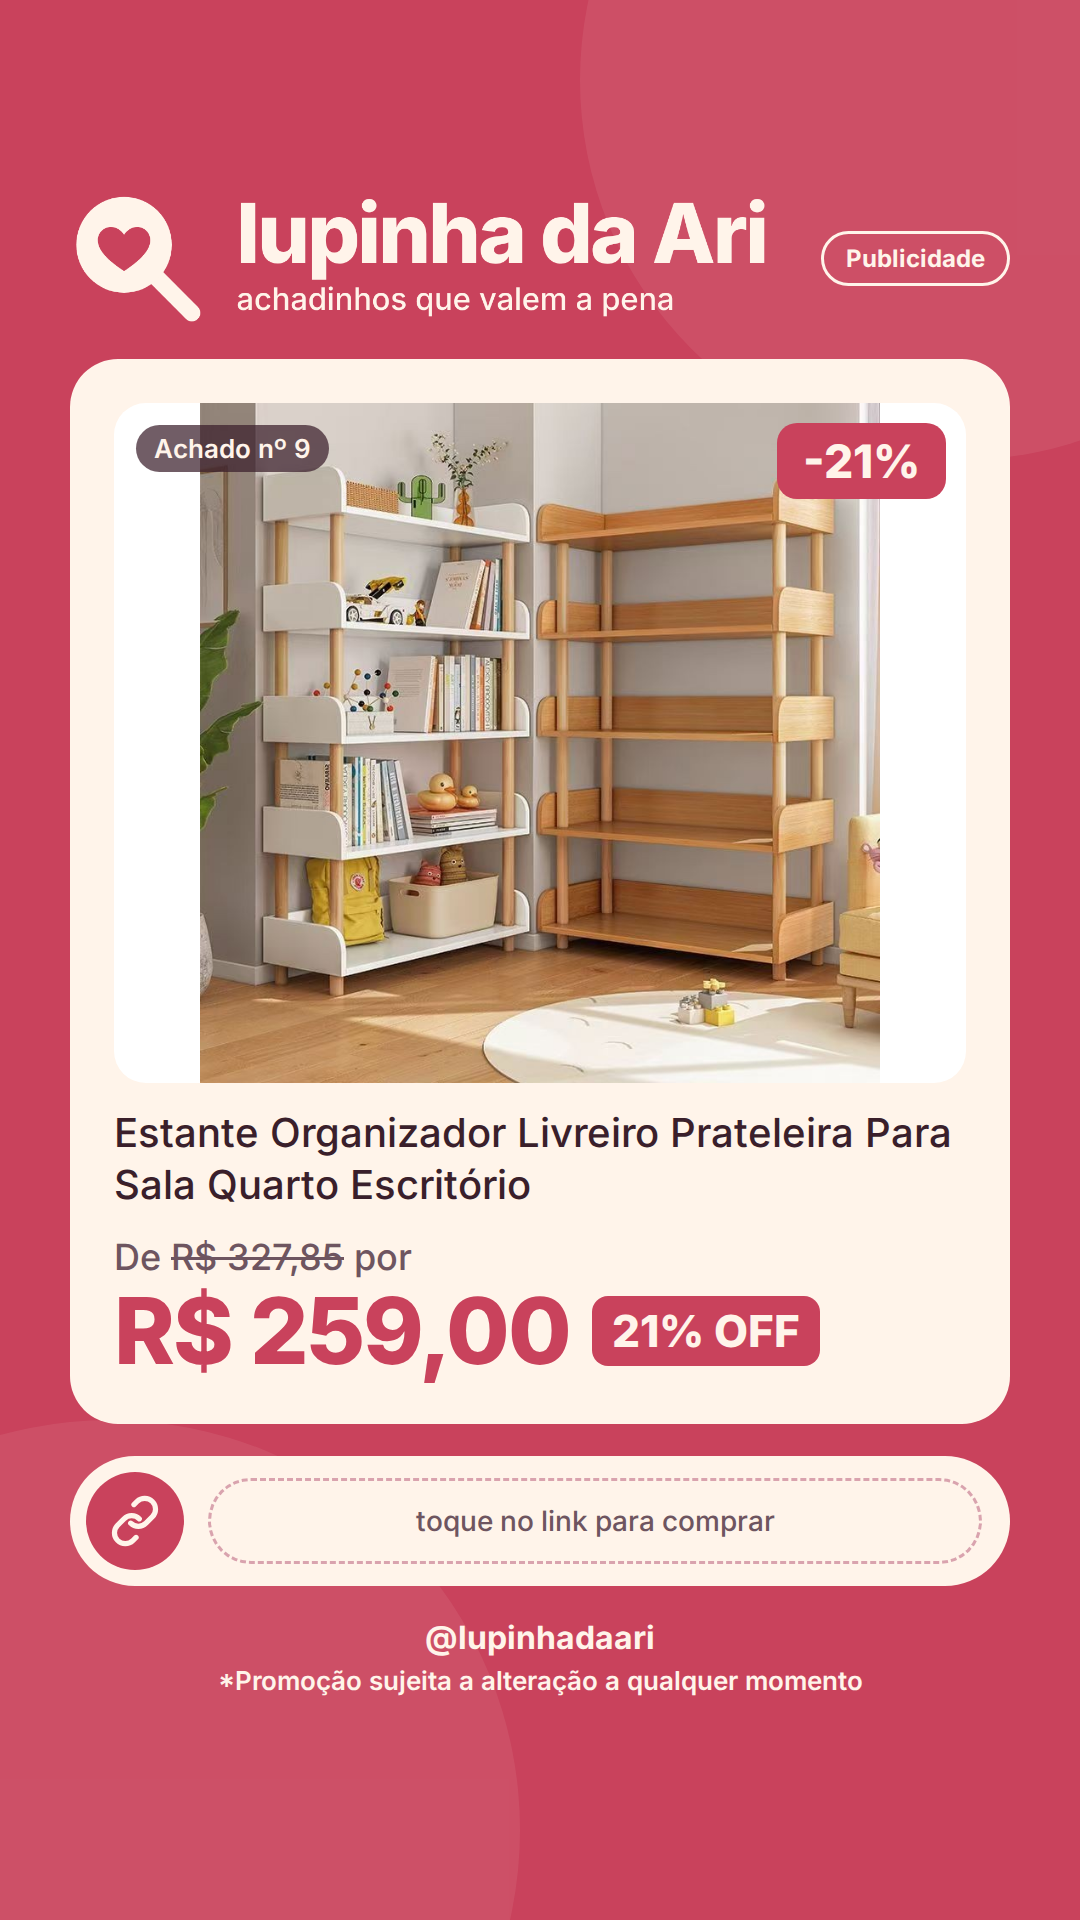 lupinha da Ari
achadinhos que valem a pena
Publicidade
Achado nº 9
-21%
Estante Organizador Livreiro Prateleira Para
Sala Quarto Escritório
De R$ 327,85 por
R$ 259,00
21% OFF
toque no link para comprar
@lupinhadaari
*Promoção sujeita a alteração a qualquer momento